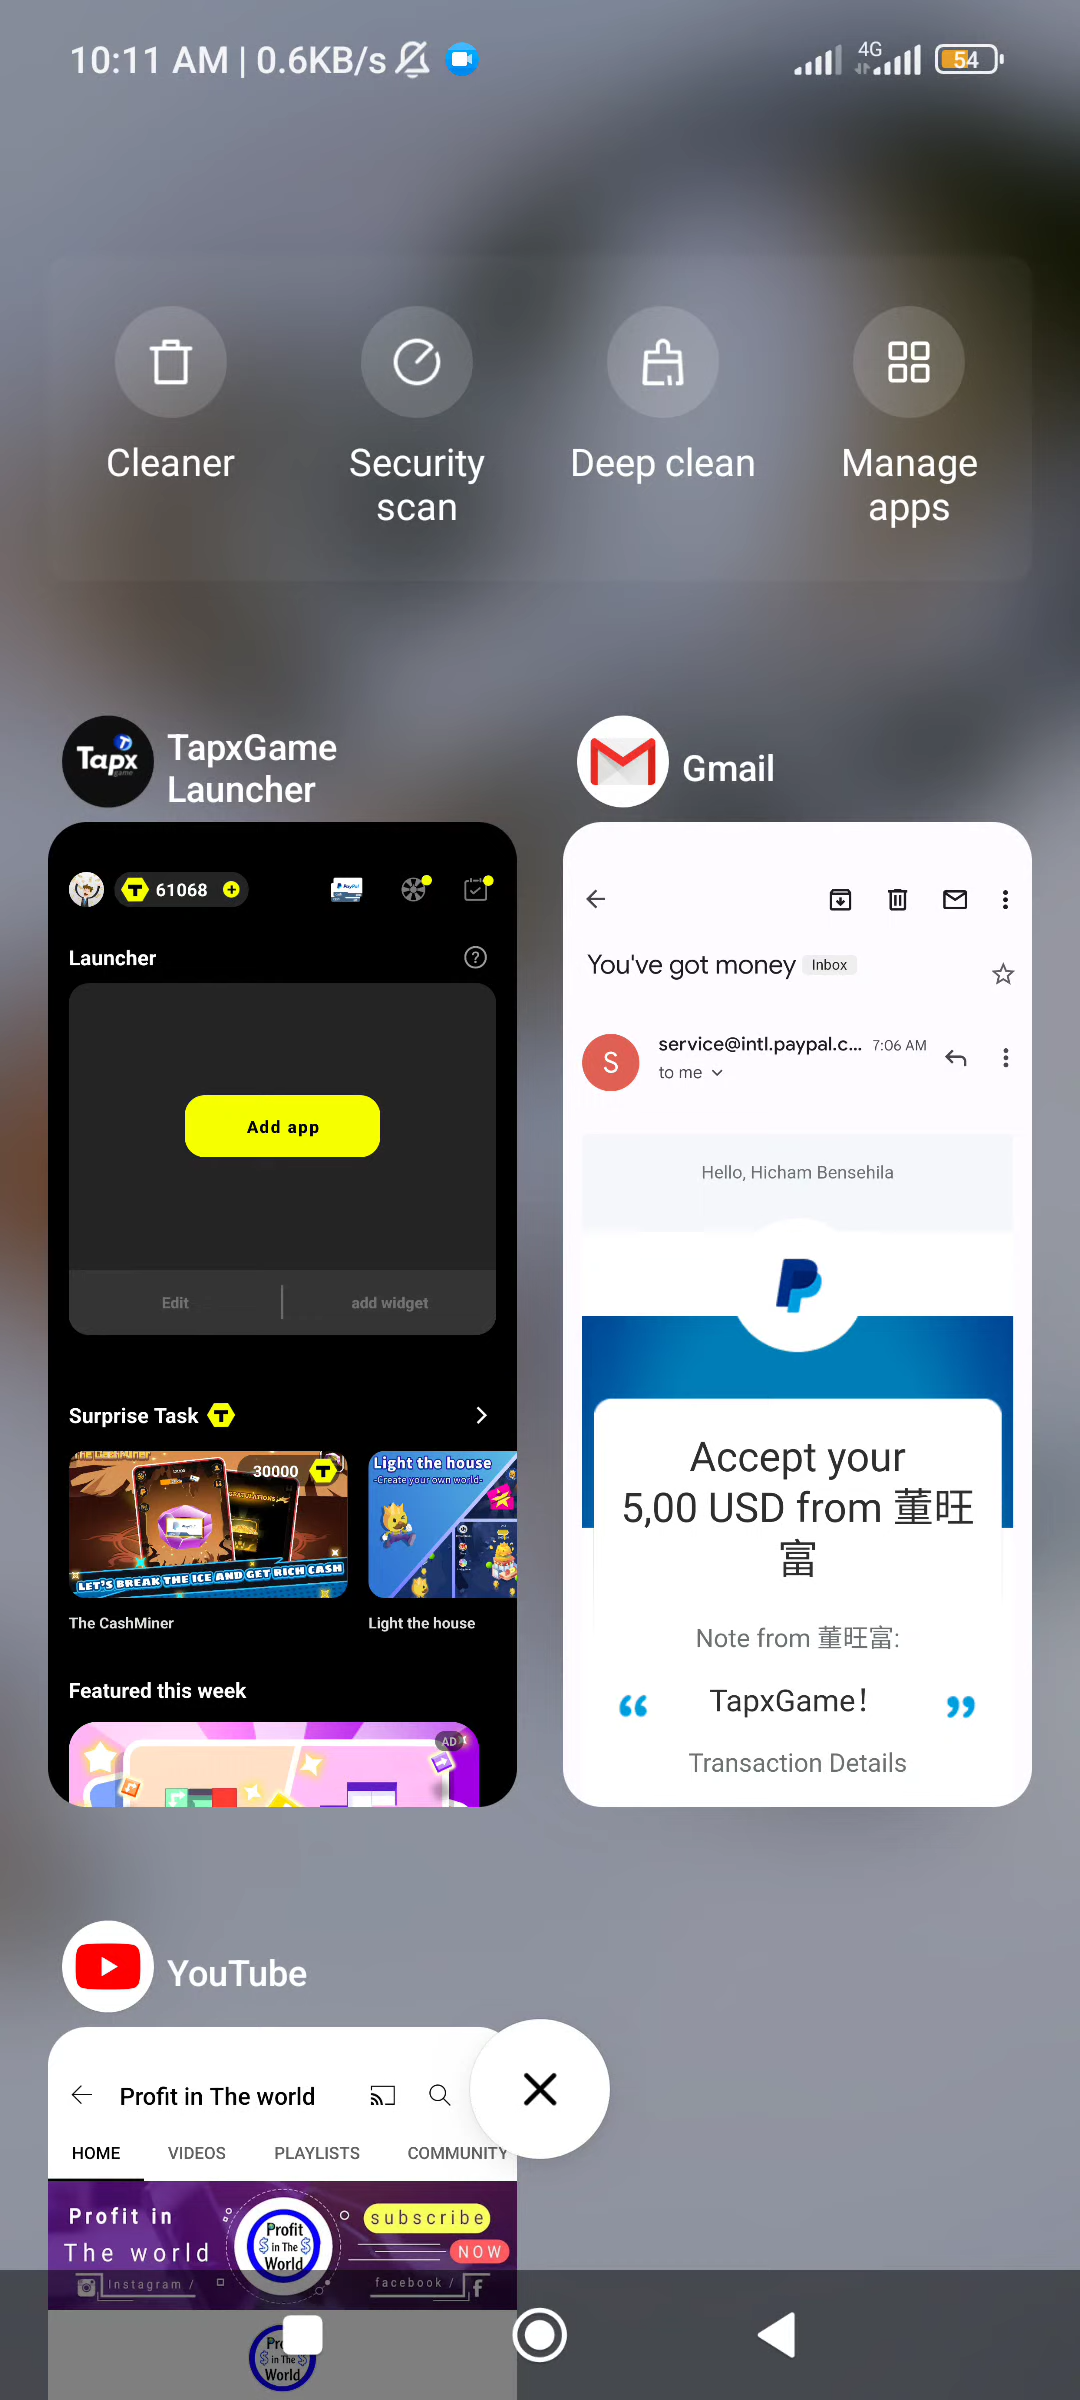 10:11 AM | 0.6KB/s
4G
54
Cleaner
Security
scan
Deep clean
Manage
apps
Tapx
game
TapxGame
Launcher
Gmail
61068
PayPal
Launcher
Add app
Edit
add widget
Surprise Task
30000
LET'S BREAK THE ICE AND GET RICH CASH
Light the house
-Create your own world-
The CashMiner
Light the house
Featured this week
AD
You've got money
Inbox
S
service@intl.paypal.c...
7:06 AM
to me
Hello, Hicham Bensehila
Accept your
5,00 USD from 董旺
富
Note from 董旺富:
“ TapxGame！ ”
Transaction Details
YouTube
Profit in The world
HOME
VIDEOS
PLAYLISTS
COMMUNITY
Profit in
The world
Profit
in The
World
subscribe
NOW
Instagram /
facebook /
in The
World